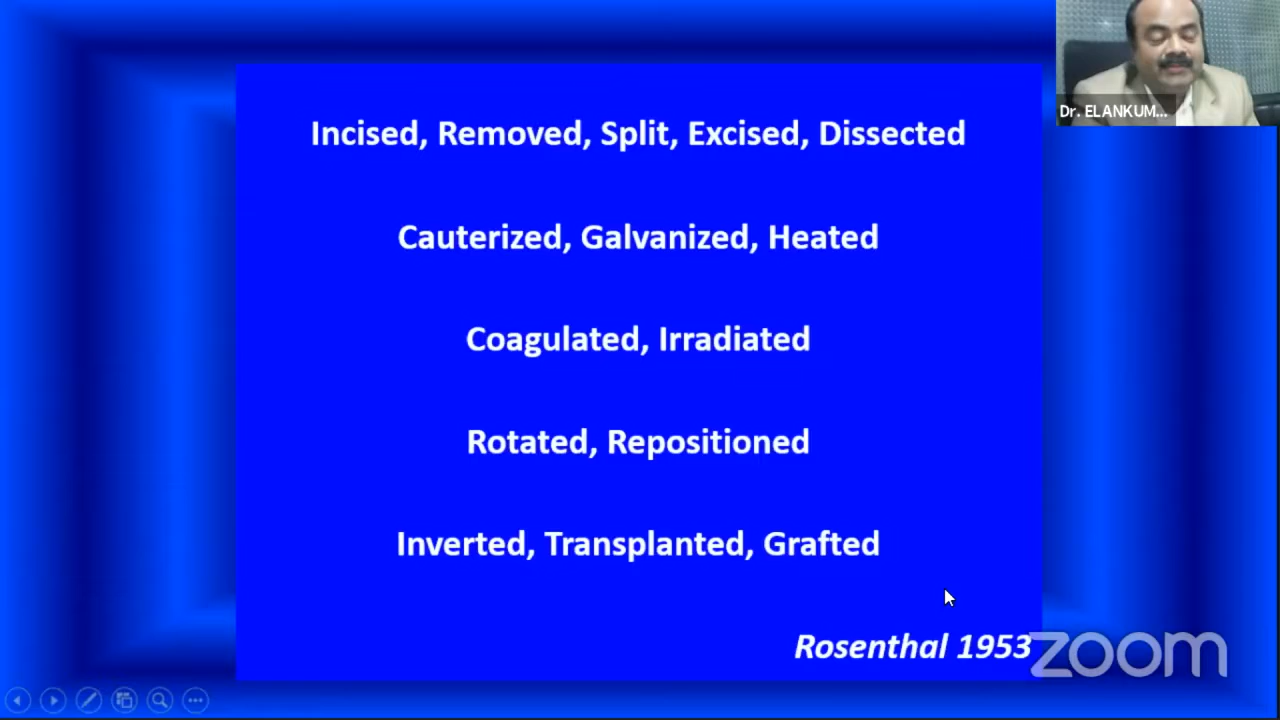 Incised, Removed, Split, Excised, Dissected
Dr. ELANKUM...
Cauterized, Galvanized, Heated
Coagulated, Irradiated
Rotated, Repositioned
Inverted, Transplanted, Grafted
Rosenthal 1953
zoom